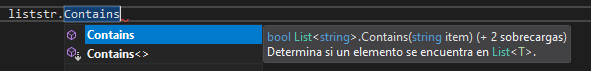 liststr.Contains
Contains
Contains<>
bool List<string>.Contains(string item) (+ 2 sobrecargas)
Determina si un elemento se encuentra en List<T>.